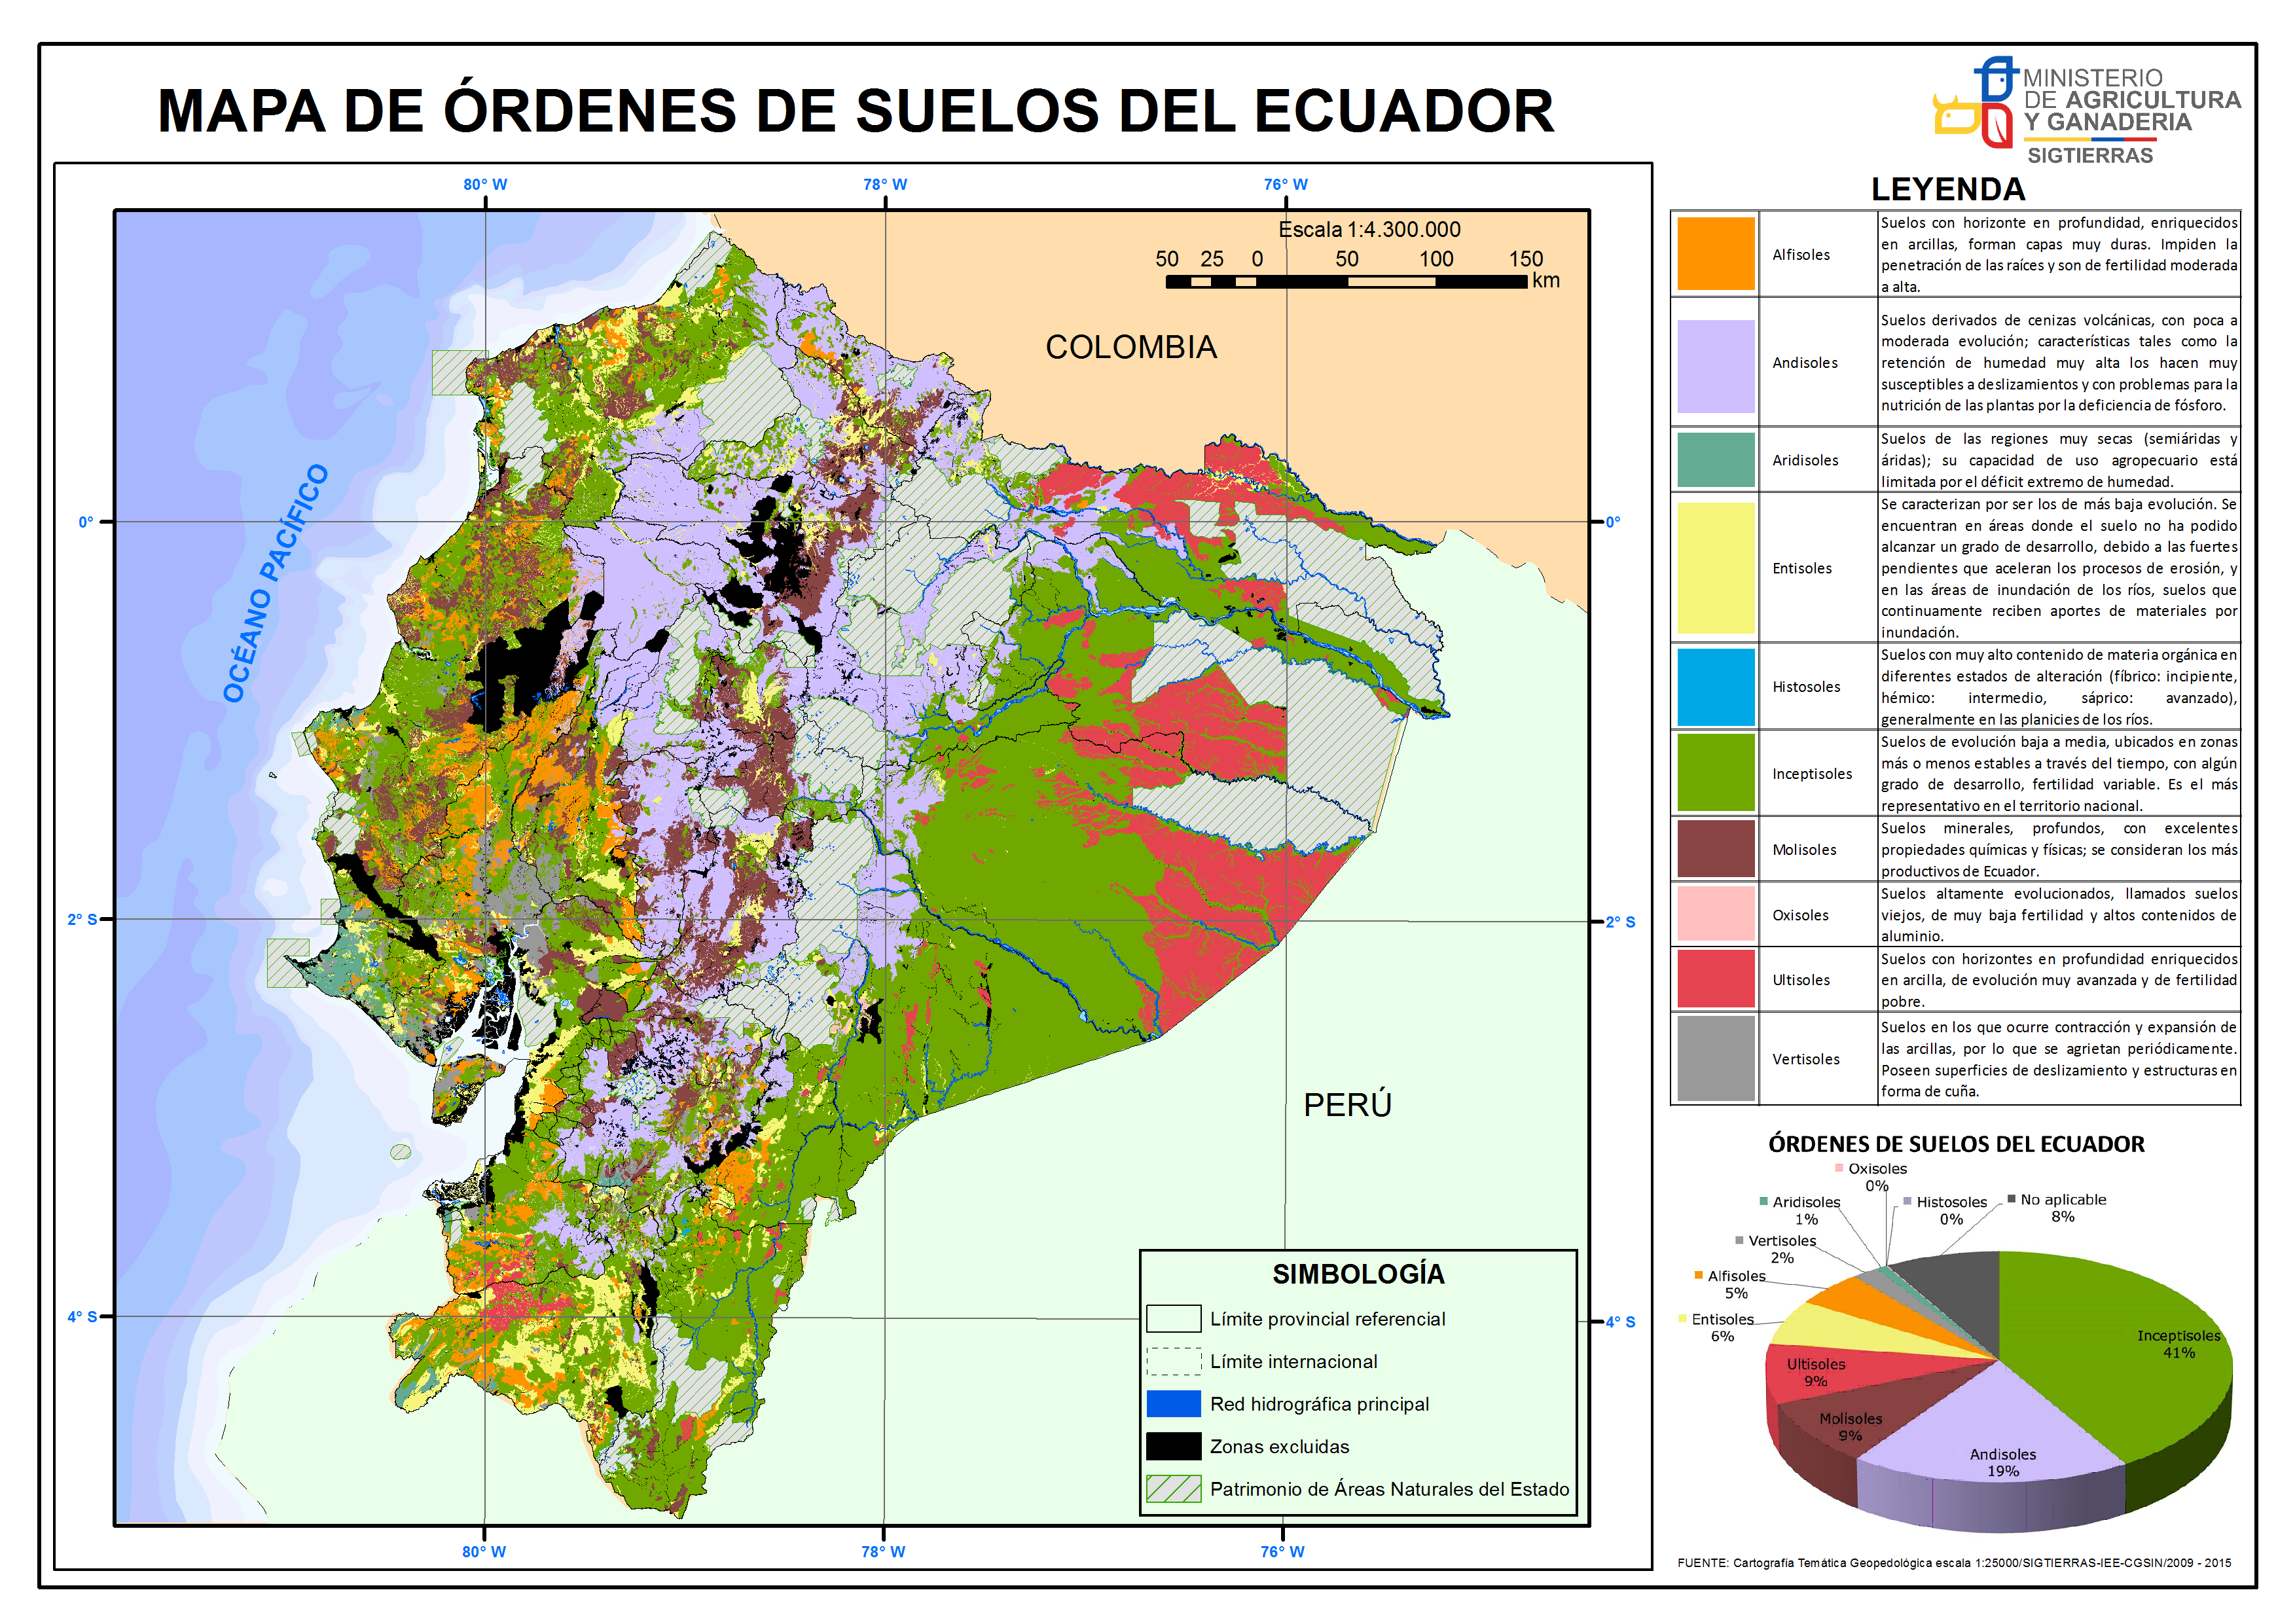 MAPA DE ÓRDENES DE SUELOS DEL ECUADOR
MINISTERIO
DE AGRICULTURA
Y GANADERIA
SIGTIERRAS
80° W
78° W
76° W
Escala 1:4.300.000
50 25 0 50 100 150
km
COLOMBIA
OCÉANO PACÍFICO
0°
0°
2° S
2° S
PERÚ
4° S
4° S
80° W
78° W
76° W
SIMBOLOGÍA
Límite provincial referencial
Límite internacional
Red hidrográfica principal
Zonas excluidas
Patrimonio de Áreas Naturales del Estado
LEYENDA
Alfisoles
Suelos con horizonte en profundidad, enriquecidos
en arcillas, forman capas muy duras. Impiden la
penetración de las raíces y son de fertilidad moderada
a alta.
Andisoles
Suelos derivados de cenizas volcánicas, con poca a
moderada evolución; características tales como la
retención de humedad muy alta los hacen muy
susceptibles a deslizamientos y con problemas para la
nutrición de las plantas por la deficiencia de fósforo.
Aridisoles
Suelos de las regiones muy secas (semiáridas y
áridas); su capacidad de uso agropecuario está
limitada por el déficit extremo de humedad.
Entisoles
Se caracterizan por ser los de más baja evolución. Se
encuentran en áreas donde el suelo no ha podido
alcanzar un grado de desarrollo, debido a las fuertes
pendientes que aceleran los procesos de erosión, y
en las áreas de inundación de los ríos, suelos que
continuamente reciben aportes de materiales por
inundación.
Histosoles
Suelos con muy alto contenido de materia orgánica en
diferentes estados de alteración (fíbrico: incipiente,
hémico: intermedio, sáprico: avanzado),
generalmente en las planicies de los ríos.
Inceptisoles
Suelos de evolución baja a media, ubicados en zonas
más o menos estables a través del tiempo, con algún
grado de desarrollo, fertilidad variable. Es el más
representativo en el territorio nacional.
Molisoles
Suelos minerales, profundos, con excelentes
propiedades químicas y físicas; se consideran los más
productivos de Ecuador.
Oxisoles
Suelos altamente evolucionados, llamados suelos
viejos, de muy baja fertilidad y altos contenidos de
aluminio.
Ultisoles
Suelos con horizontes en profundidad enriquecidos
en arcilla, de evolución muy avanzada y de fertilidad
pobre.
Vertisoles
Suelos en los que ocurre contracción y expansión de
las arcillas, por lo que se agrietan periódicamente.
Poseen superficies de deslizamiento y estructuras en
forma de cuña.
ÓRDENES DE SUELOS DEL ECUADOR
Oxisoles
0%
Aridisoles
1%
Histosoles
0%
No aplicable
8%
Vertisoles
2%
Alfisoles
5%
Entisoles
6%
Inceptisoles
41%
Ultisoles
9%
Molisoles
9%
Andisoles
19%
FUENTE: Cartografía Temática Geopedológica escala 1:25000/SIGTIERRAS-IEE-CGSIN/2009 - 2015